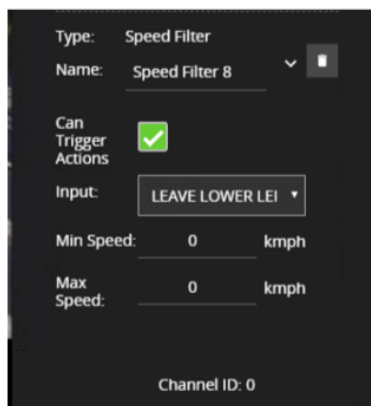 Type: Speed Filter
Name: Speed Filter 8
Can
Trigger
Actions
Input: LEAVE LOWER LEI
Min Speed: 0 kmph
Max
Speed: 0 kmph
Channel ID: 0